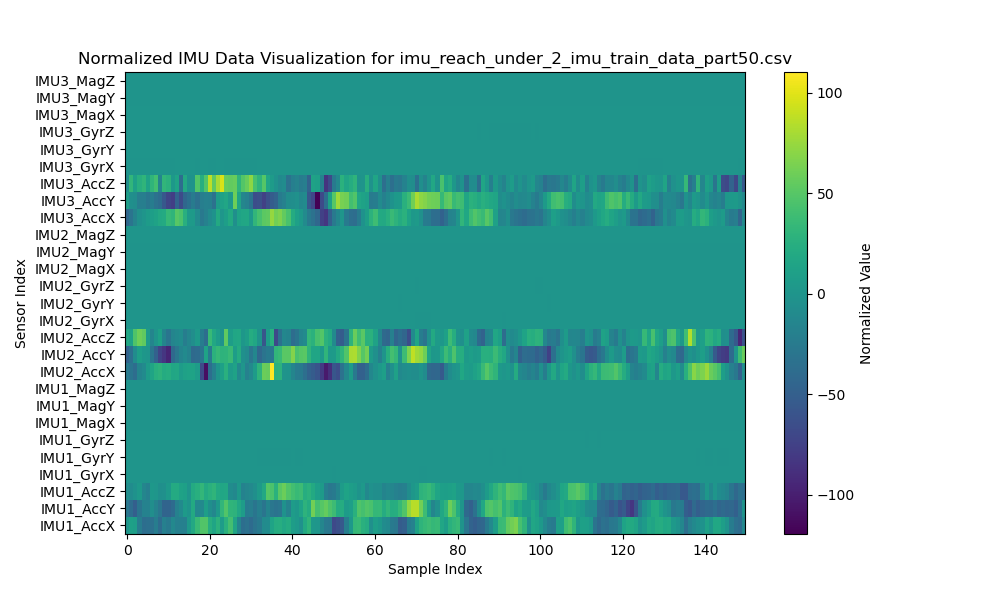 Normalized IMU Data Visualization for imu_reach_under_2_imu_train_data_part50.csv
IMU3_MagZ
IMU3_MagY
IMU3_MagX
IMU3_GyrZ
IMU3_GyrY
IMU3_GyrX
IMU3_AccZ
IMU3_AccY
IMU3_AccX
IMU2_MagZ
IMU2_MagY
IMU2_MagX
IMU2_GyrZ
IMU2_GyrY
IMU2_GyrX
IMU2_AccZ
IMU2_AccY
IMU2_AccX
IMU1_MagZ
IMU1_MagY
IMU1_MagX
IMU1_GyrZ
IMU1_GyrY
IMU1_GyrX
IMU1_AccZ
IMU1_AccY
IMU1_AccX
Sensor Index
0 20 40 60 80 100 120 140
Sample Index
100
50
0
−50
−100
Normalized Value